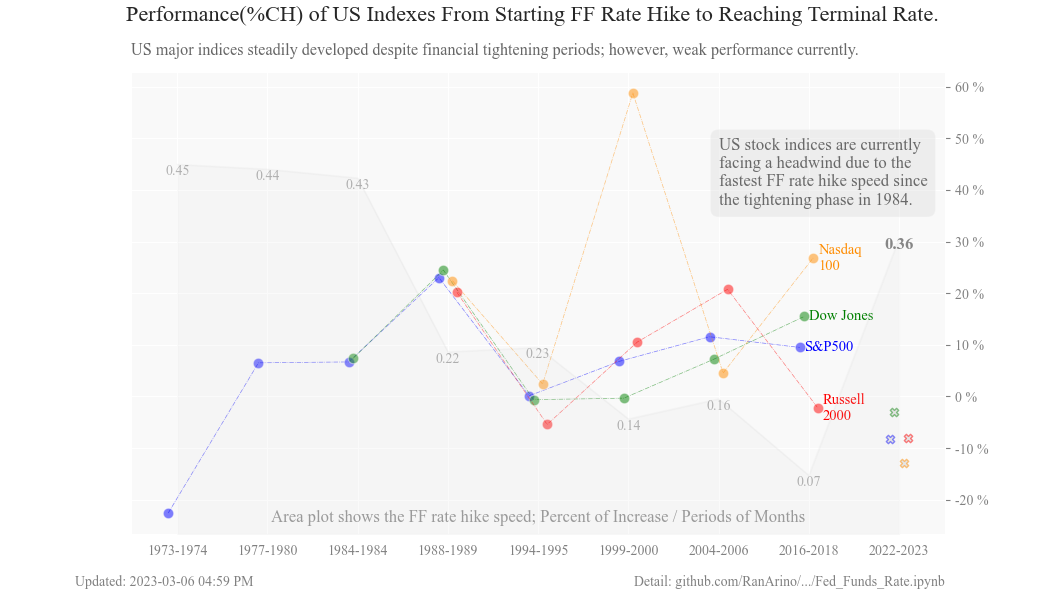 Performance(%CH) of US Indexes From Starting FF Rate Hike to Reaching Terminal Rate.
US major indices steadily developed despite financial tightening periods; however, weak performance currently.
60 %
50 %
40 %
30 %
20 %
10 %
0 %
-10 %
-20 %
US stock indices are currently
facing a headwind due to the
fastest FF rate hike speed since
the tightening phase in 1984.
0.45
0.44
0.43
0.22
0.23
0.14
0.16
0.07
0.36
Nasdaq
100
Dow Jones
S&P500
Russell
2000
Area plot shows the FF rate hike speed; Percent of Increase / Periods of Months
1973-1974
1977-1980
1984-1984
1988-1989
1994-1995
1999-2000
2004-2006
2016-2018
2022-2023
Updated: 2023-03-06 04:59 PM
Detail: github.com/RanArino/.../Fed_Funds_Rate.ipynb